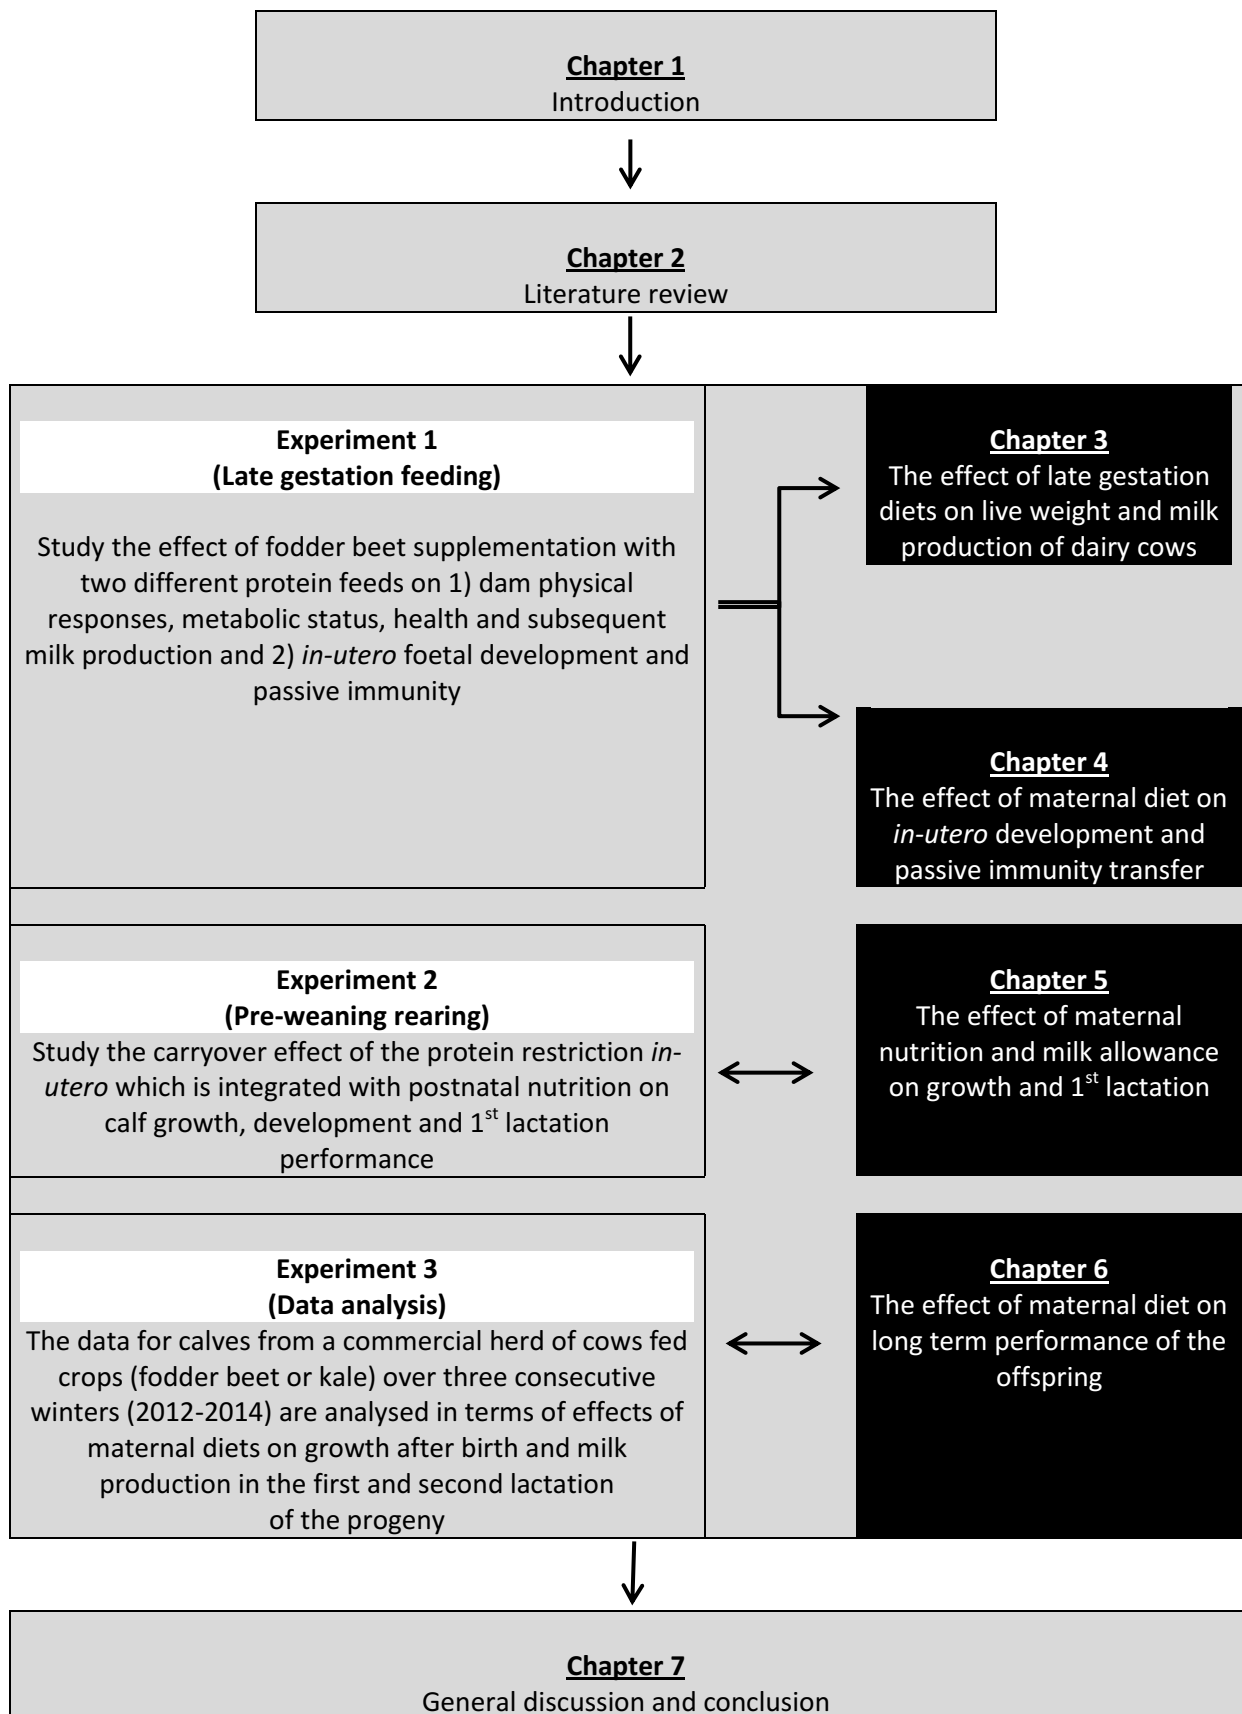 Chapter 1
Introduction
Chapter 2
Literature review
Experiment 1
(Late gestation feeding)
Study the effect of fodder beet supplementation with
two different protein feeds on 1) dam physical
responses, metabolic status, health and subsequent
milk production and 2) in-utero foetal development and
passive immunity
Chapter 3
The effect of late gestation
diets on live weight and milk
production of dairy cows
Chapter 4
The effect of maternal diet on
in-utero development and
passive immunity transfer
Experiment 2
(Pre-weaning rearing)
Study the carryover effect of the protein restriction in-
utero which is integrated with postnatal nutrition on
calf growth, development and 1st lactation
performance
Chapter 5
The effect of maternal
nutrition and milk allowance
on growth and 1st lactation
Experiment 3
(Data analysis)
The data for calves from a commercial herd of cows fed
crops (fodder beet or kale) over three consecutive
winters (2012-2014) are analysed in terms of effects of
maternal diets on growth after birth and milk
production in the first and second lactation
of the progeny
Chapter 6
The effect of maternal diet on
long term performance of the
offspring
Chapter 7
General discussion and conclusion